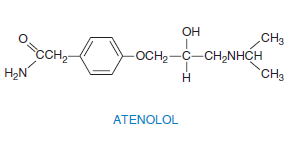 OH
O
CH₃
CCH₂
OCH₂
C
CH₂NHCH
H₂N
H
CH₃
ATENOLOL